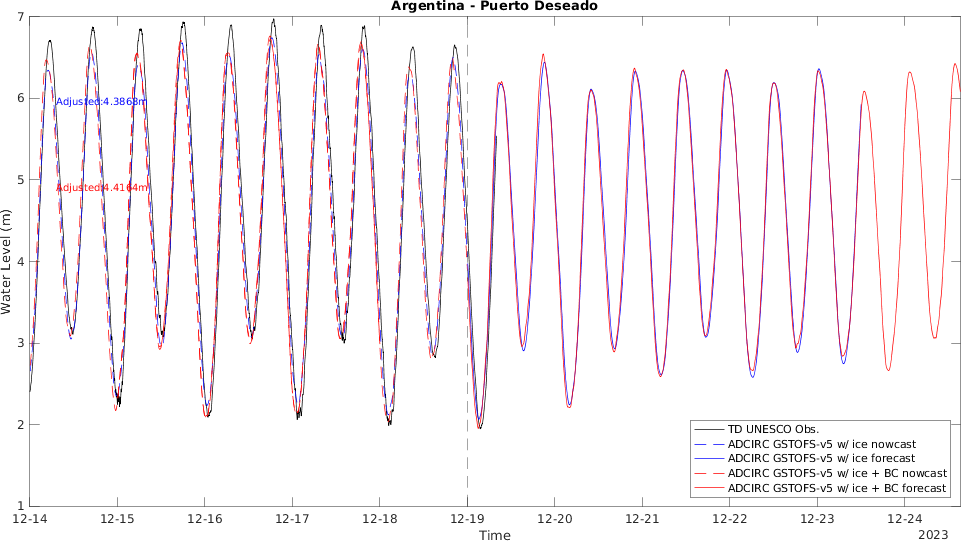 Argentina - Puerto Deseado
7
6
5
4
3
2
1
Water Level (m)
Adjusted:4.3868m
Adjusted:4.4164m
TD UNESCO Obs.
ADCIRC GSTOFS-v5 w/ ice nowcast
ADCIRC GSTOFS-v5 w/ ice forecast
ADCIRC GSTOFS-v5 w/ ice + BC nowcast
ADCIRC GSTOFS-v5 w/ ice + BC forecast
12-14 12-15 12-16 12-17 12-18 12-19 12-20 12-21 12-22 12-23 12-24
Time
2023